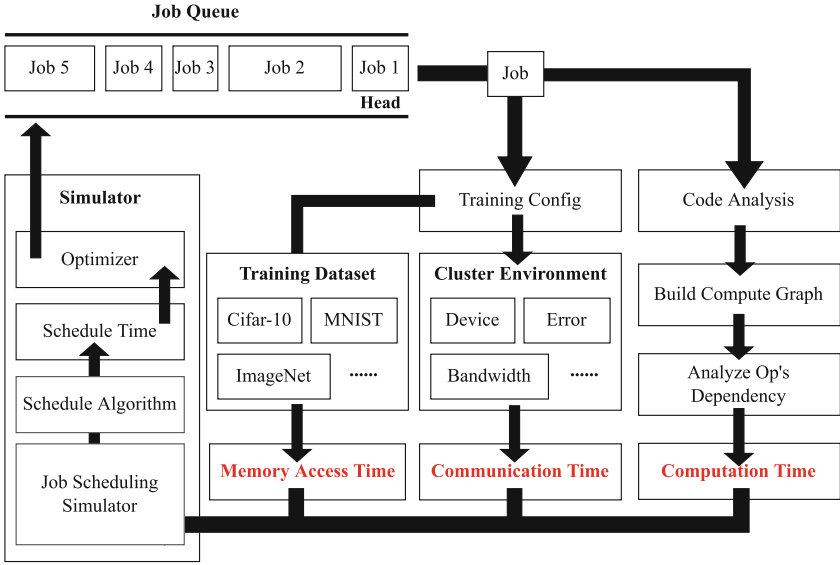 Job Queue
Job 5
Job 4
Job 3
Job 2
Job 1
Head
Job
Simulator
Optimizer
Schedule Time
Schedule Algorithm
Job Scheduling
Simulator
Training Config
Code Analysis
Training Dataset
Cifar-10
MNIST
ImageNet
······
Cluster Environment
Device
Error
Bandwidth
······
Build Compute Graph
Analyze Op's
Dependency
Memory Access Time
Communication Time
Computation Time